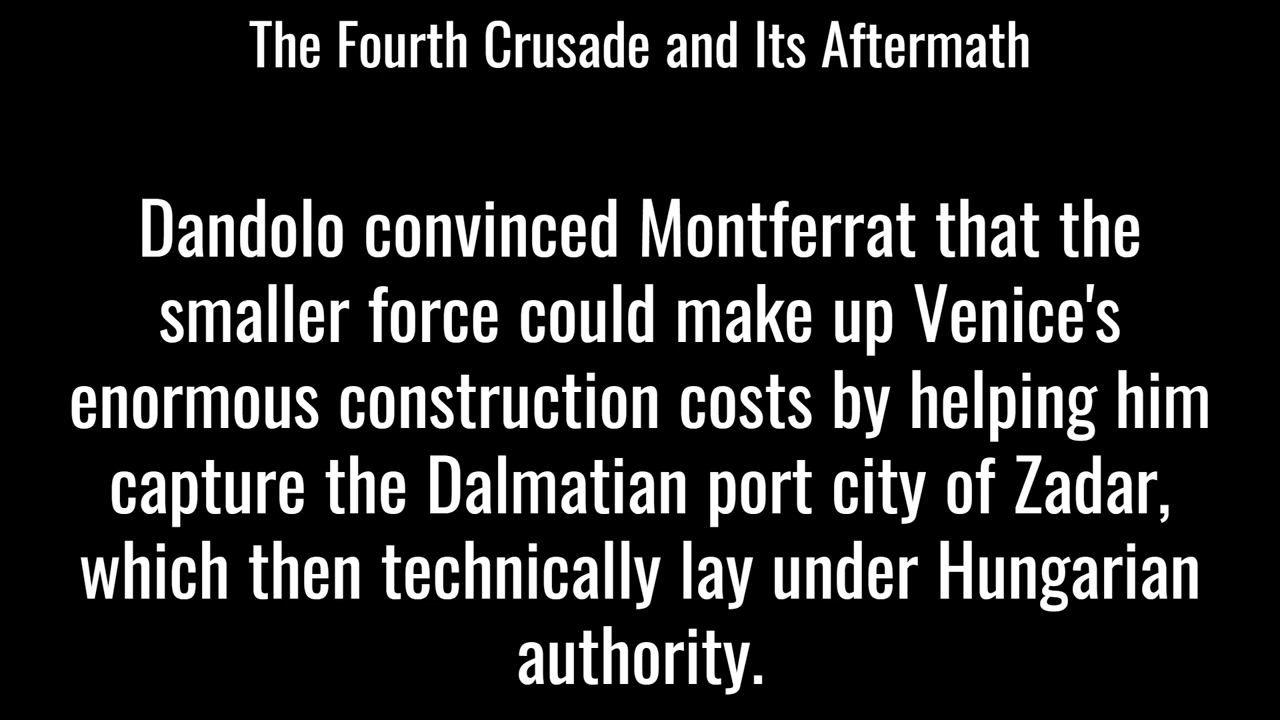 The Fourth Crusade and Its Aftermath
Dandolo convinced Montferrat that the
smaller force could make up Venice's
enormous construction costs by helping him
capture the Dalmatian port city of Zadar,
which then technically lay under Hungarian
authority.